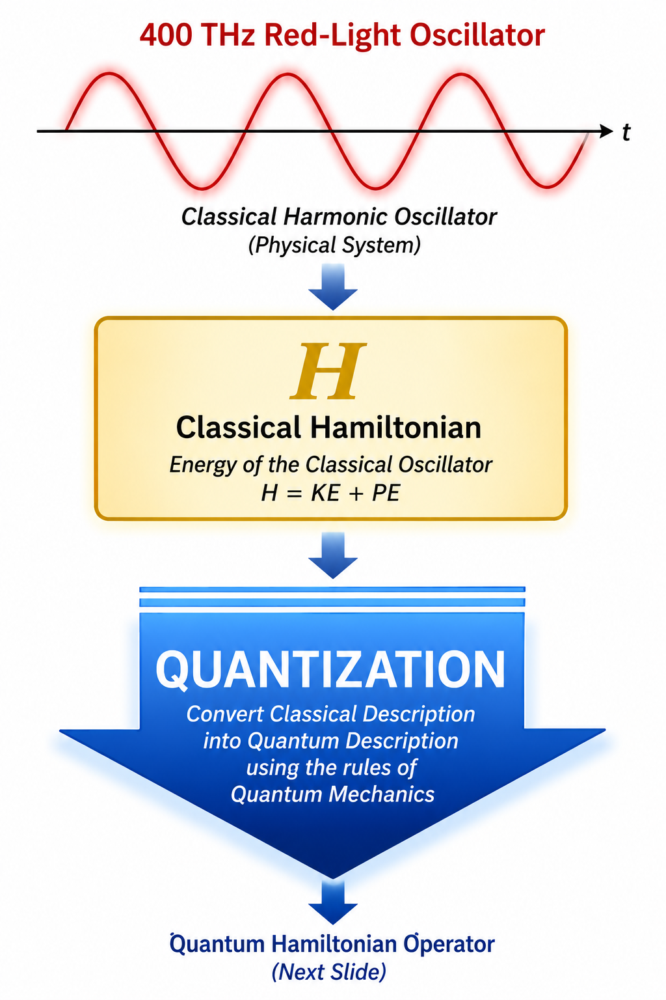 400 THz Red-Light Oscillator
t
Classical Harmonic Oscillator
(Physical System)
H
Classical Hamiltonian
Energy of the Classical Oscillator
H = KE + PE
QUANTIZATION
Convert Classical Description
into Quantum Description
using the rules of
Quantum Mechanics
Quantum Hamiltonian Operator
(Next Slide)